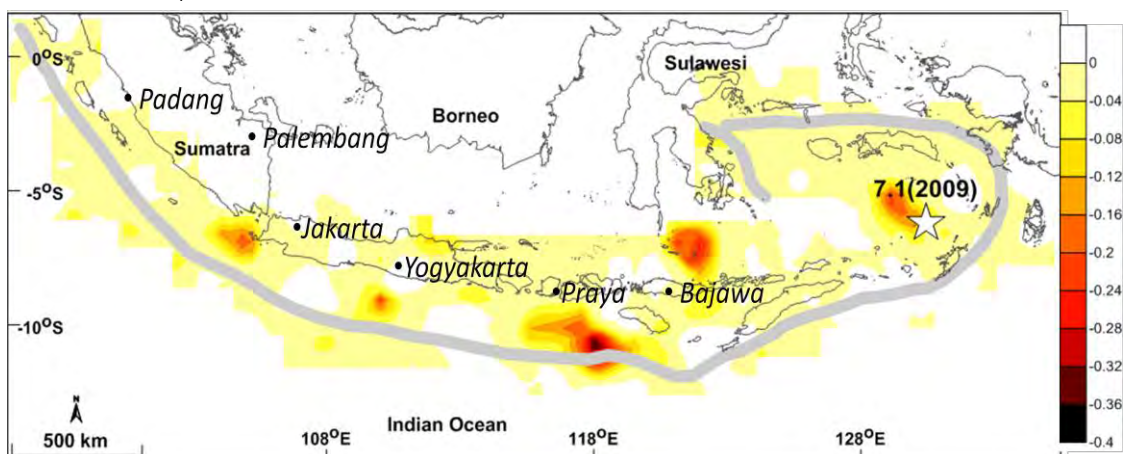 0°S
Sulawesi
Padang
Borneo
Palembang
Sumatra
-5°S
7.1(2009)
Jakarta
Yogyakarta
Praya
Bajawa
-10°S
Indian Ocean
N
500 km
108°E
118°E
128°E
0
-0.04
-0.08
-0.12
-0.16
-0.2
-0.24
-0.28
-0.32
-0.36
-0.4